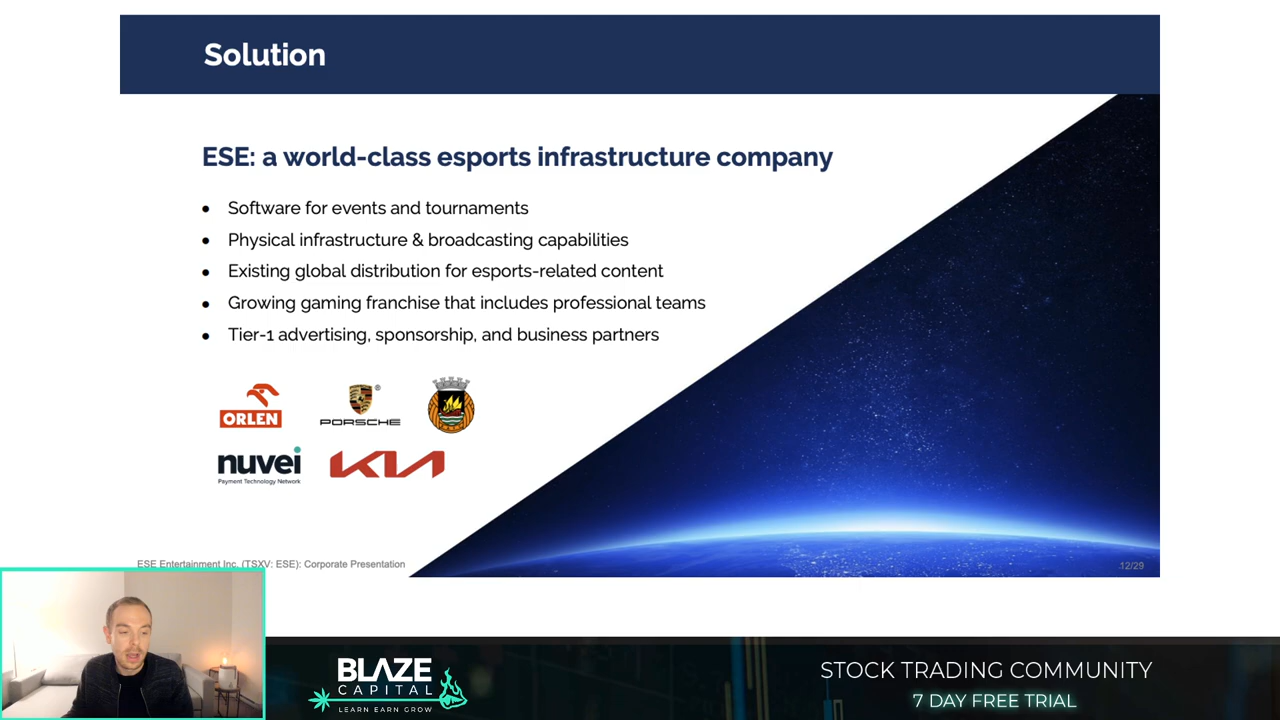 Solution
ESE: a world-class esports infrastructure company
• Software for events and tournaments
• Physical infrastructure & broadcasting capabilities
• Existing global distribution for esports-related content
• Growing gaming franchise that includes professional teams
• Tier-1 advertising, sponsorship, and business partners
ORLEN
PORSCHE
nuvei
Payment Technology Network
KIA
ESE Entertainment Inc. (TSXV: ESE): Corporate Presentation
12/29
BLAZE
CAPITAL
LEARN EARN GROW
STOCK TRADING COMMUNITY
7 DAY FREE TRIAL